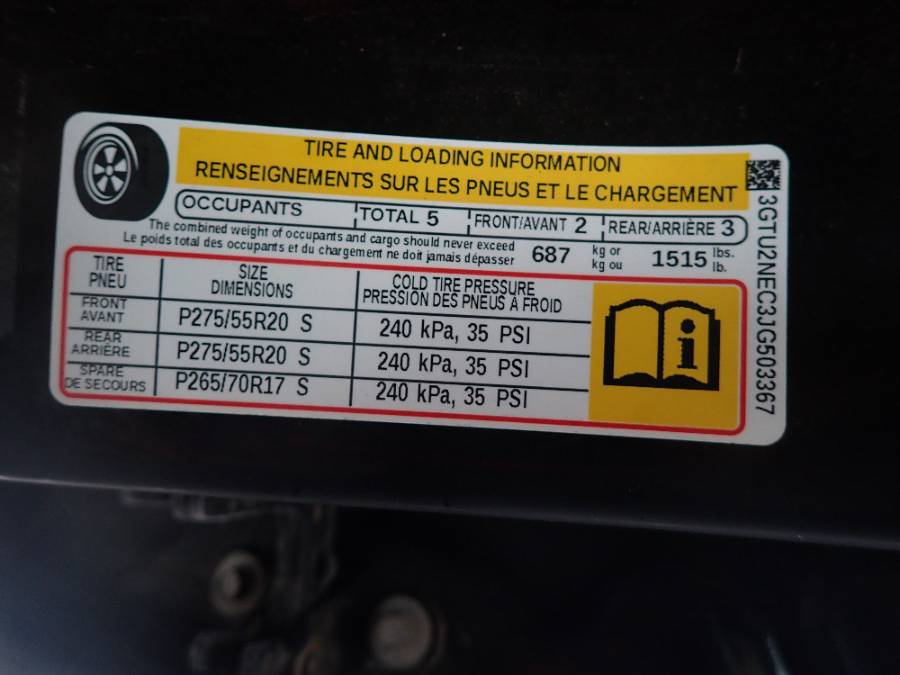 TIRE AND LOADING INFORMATION
RENSEIGNEMENTS SUR LES PNEUS ET LE CHARGEMENT
OCCUPANTS TOTAL 5 FRONT/AVANT 2 REAR/ARRIÈRE 3
The combined weight of occupants and cargo should never exceed 687 kg or 1515 lbs.
Le poids total des occupants et du chargement ne doit jamais dépasser kg ou lb.
TIRE SIZE COLD TIRE PRESSURE
PNEU DIMENSIONS PRESSION DES PNEUS À FROID
FRONT
AVANT P275/55R20 S 240 kPa, 35 PSI
REAR
ARRIÈRE P275/55R20 S 240 kPa, 35 PSI
SPARE
DE SECOURS P265/70R17 S 240 kPa, 35 PSI
i
3GTU2NEC3JG503367